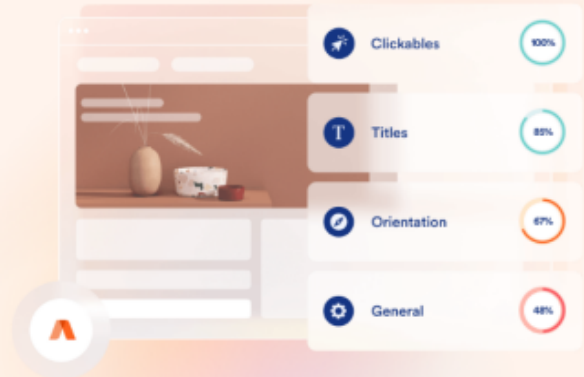 Clickables
100%
Titles
85%
Orientation
67%
General
48%